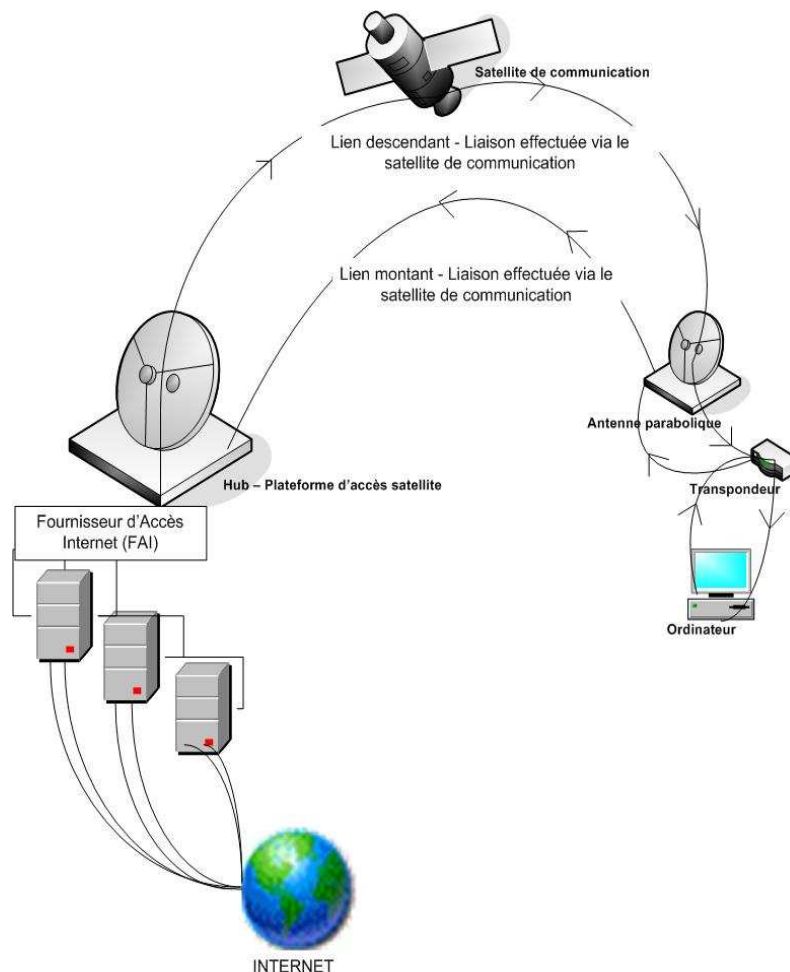 Satellite de communication
Lien descendant - Liaison effectuée via le
satellite de communication
Lien montant - Liaison effectuée via le
satellite de communication
Antenne parabolique
Hub – Plateforme d'accès satellite
Transpondeur
Fournisseur d'Accès
Internet (FAI)
Ordinateur
INTERNET